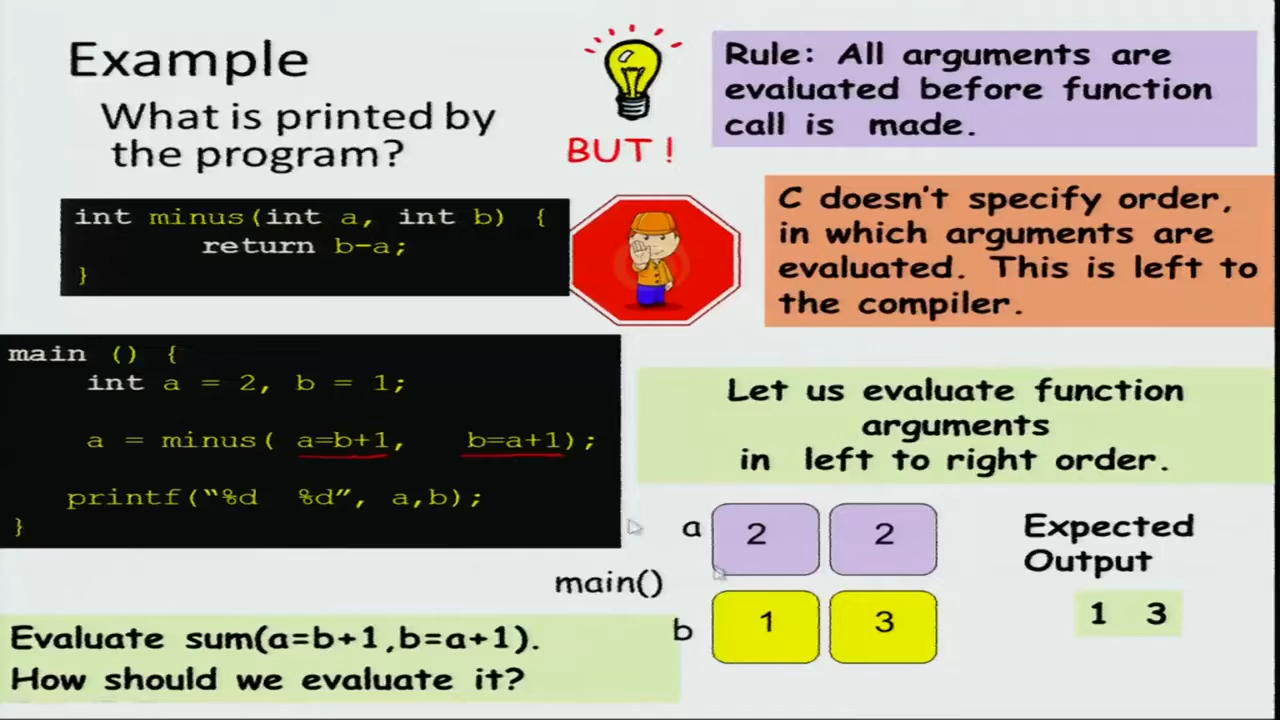 Example
What is printed by
the program?
BUT!
Rule: All arguments are
evaluated before function
call is made.
int minus(int a, int b) {
return b-a;
}
C doesn't specify order,
in which arguments are
evaluated. This is left to
the compiler.
main () {
int a = 2, b = 1;
a = minus( a=b+1, b=a+1);
printf("%d %d", a,b);
}
Let us evaluate function
arguments
in left to right order.
a 2 2
main()
b 1 3
Expected
Output
1 3
Evaluate sum(a=b+1,b=a+1).
How should we evaluate it?